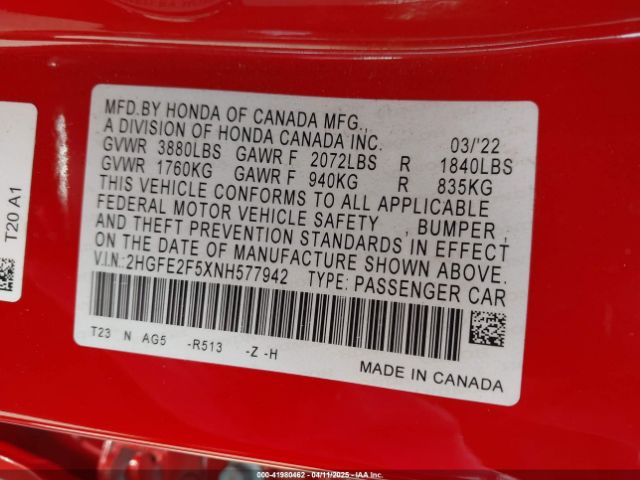 MFD.BY HONDA OF CANADA MFG.,
A DIVISION OF HONDA CANADA INC. 03/'22
GVWR 3880LBS GAWR F 2072LBS R 1840LBS
GVWR 1760KG GAWR F 940KG R 835KG
THIS VEHICLE CONFORMS TO ALL APPLICABLE
FEDERAL MOTOR VEHICLE SAFETY , BUMPER,
AND THEFT PREVENTION STANDARDS IN EFFECT
ON THE DATE OF MANUFACTURE SHOWN ABOVE.
V.I.N.:2HGFE2F5XNH577942 TYPE: PASSENGER CAR
T23 N AG5 -R513 -Z -H
MADE IN CANADA
T20 A1
000-41980462 - 04/11/2025 - IAAI.COM